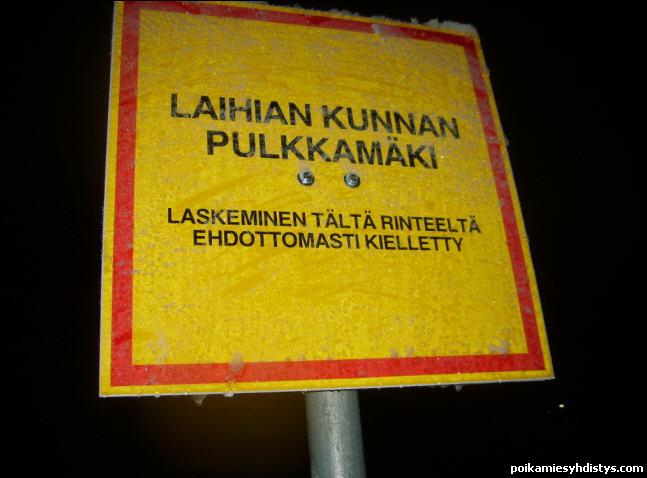 LAIHIAN KUNNAN
PULKKAMÄKI
LASKEMINEN TÄLTÄ RINTEELTÄ
EHDOTTOMASTI KIELLETTY
poikamiesyhdistys.com